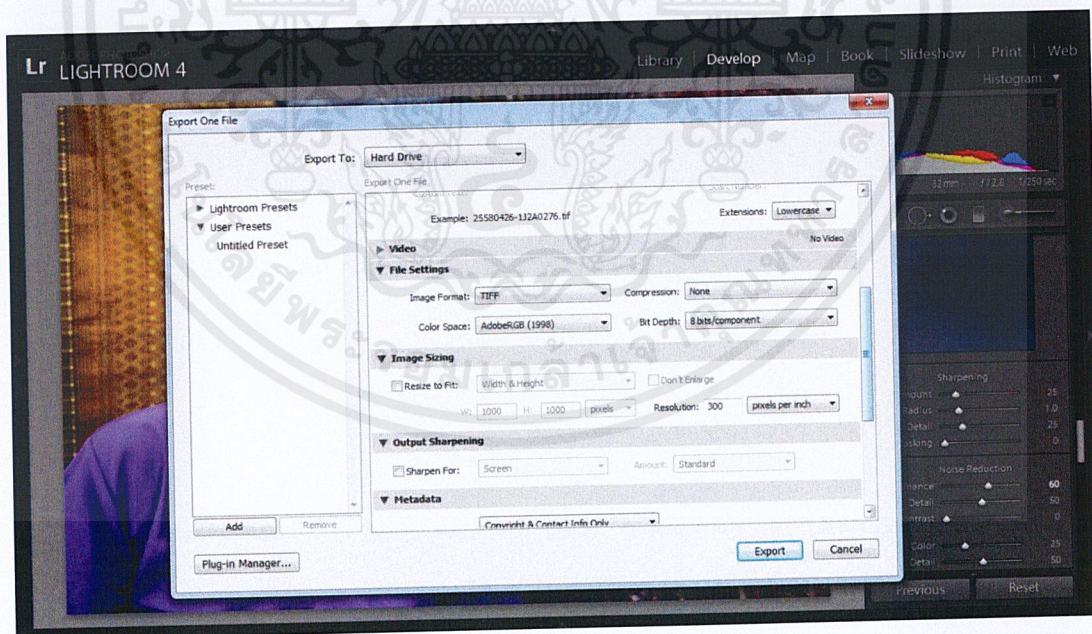 Lr LIGHTROOM 4
Library | Develop | Map | Book | Slideshow | Print | Web
Histogram
32 mm f / 2.8 1/250 sec
Export One File
Export To: Hard Drive
Preset:
Lightroom Presets
User Presets
Untitled Preset
Add Remove
Plug-in Manager...
Export One File
Example: 25580426-1J2A0276.tif
Extensions: Lowercase
Video
No Video
File Settings
Image Format: TIFF
Compression: None
Color Space: AdobeRGB (1998)
Bit Depth: 8 bits/component
Image Sizing
Resize to Fit: Width & Height
Don't Enlarge
W: 1000 H: 1000 pixels
Resolution: 300 pixels per inch
Output Sharpening
Sharpen For: Screen
Amount: Standard
Metadata
Copyright & Contact Info Only
Export Cancel
Sharpening
25
1.0
Detail 25
0
Noise Reduction
60
Detail 50
0
Color 25
Detail 50
Previous Reset